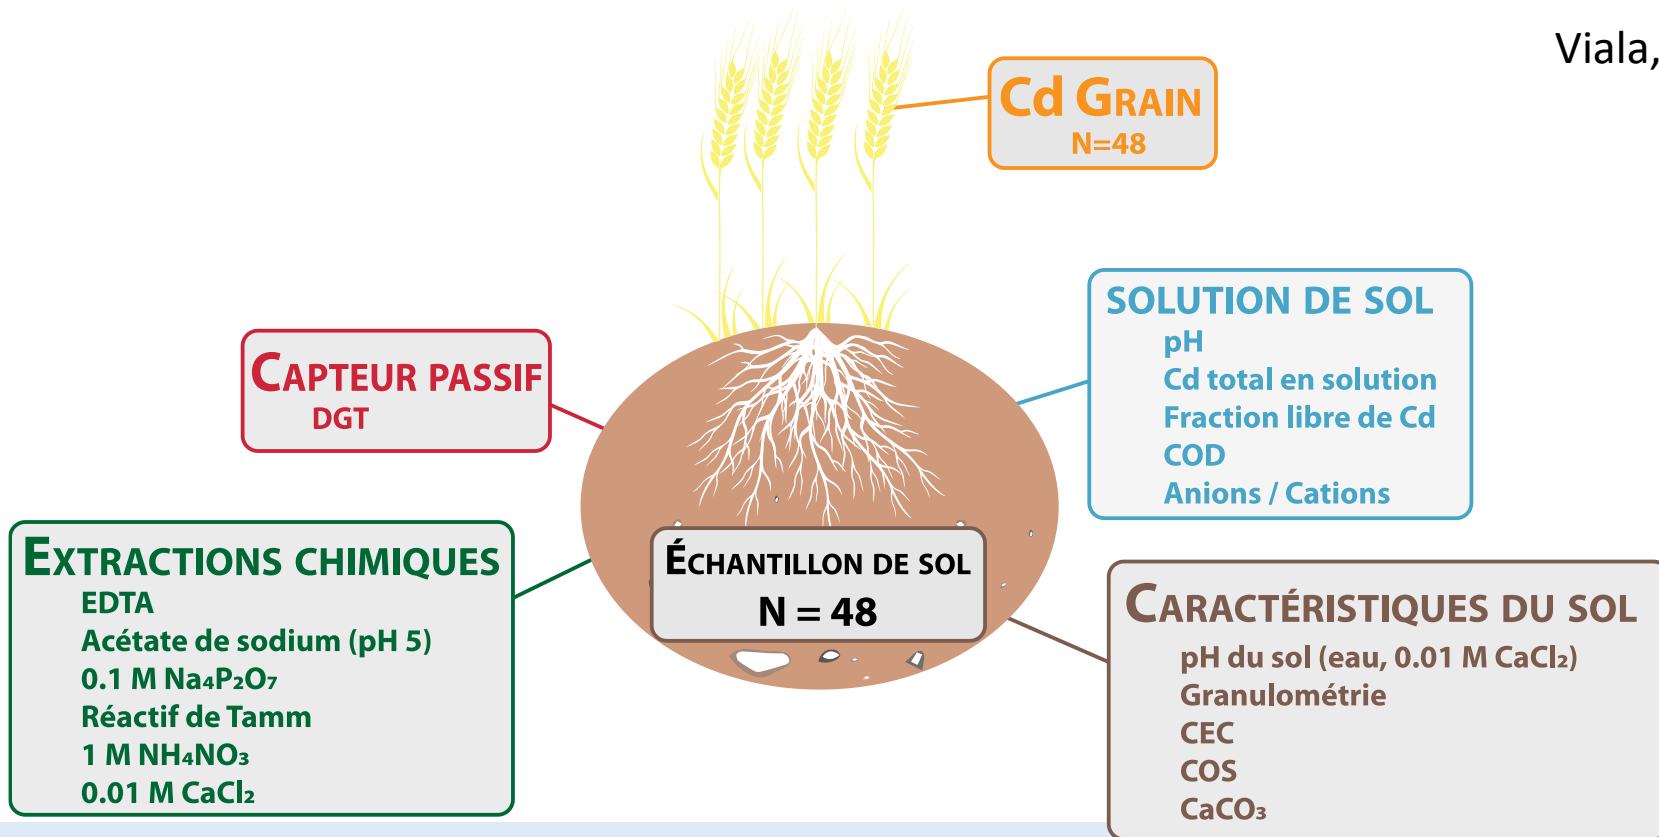 Viala,
Cd GRAIN
N=48
SOLUTION DE SOL
pH
Cd total en solution
Fraction libre de Cd
COD
Anions / Cations
CAPTEUR PASSIF
DGT
EXTRACTIONS CHIMIQUES
EDTA
Acétate de sodium (pH 5)
0.1 M Na₄P₂O₇
Réactif de Tamm
1 M NH₄NO₃
0.01 M CaCl₂
ÉCHANTILLON DE SOL
N = 48
CARACTÉRISTIQUES DU SOL
pH du sol (eau, 0.01 M CaCl₂)
Granulométrie
CEC
COS
CaCO₃